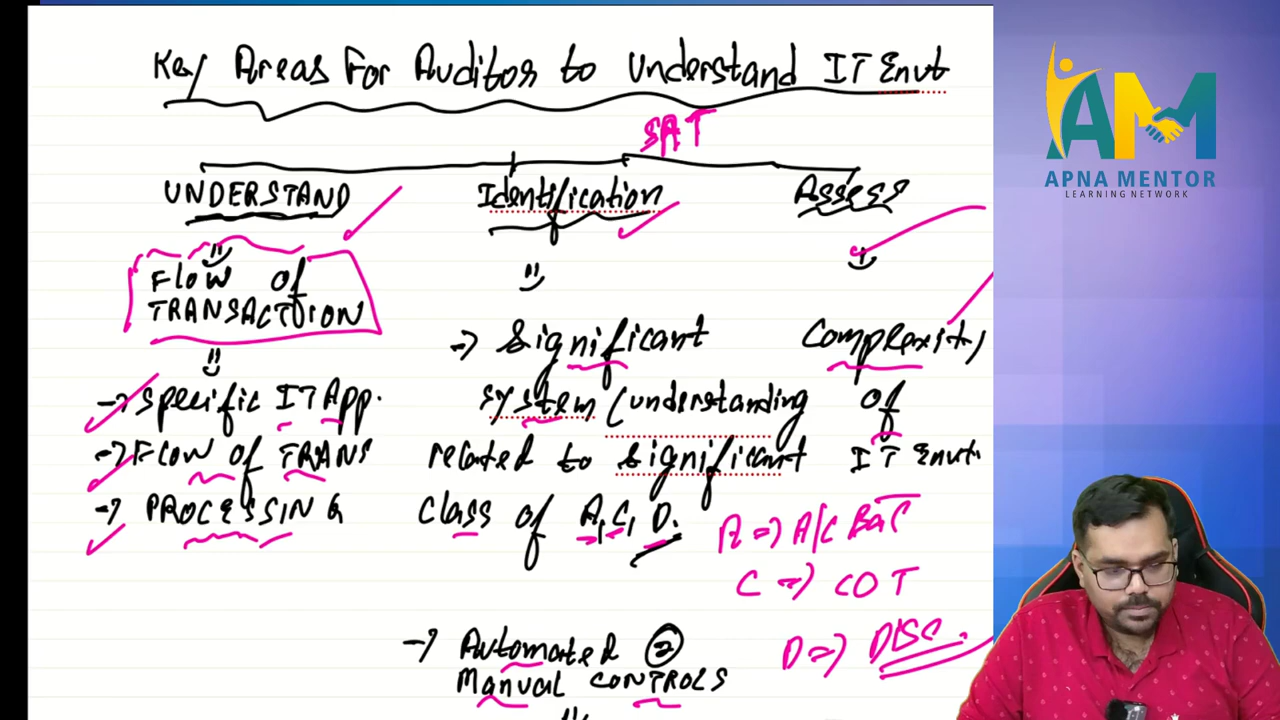 Key Areas For Auditor to Understand IT Envt
SAT
UNDERSTAND
Flow of
TRANSACTION
-> Specific IT App.
-> Flow of TRANS
-> PROCESSING
Identification
-> Significant
system (understanding
related to significant
class of A, C, D.
-> Automated
Manual CONTROLS
Assess
Complexity
of
IT Envt.
A => A/C Bal
C => COT
D => DISC.
AM
APNA MENTOR
LEARNING NETWORK